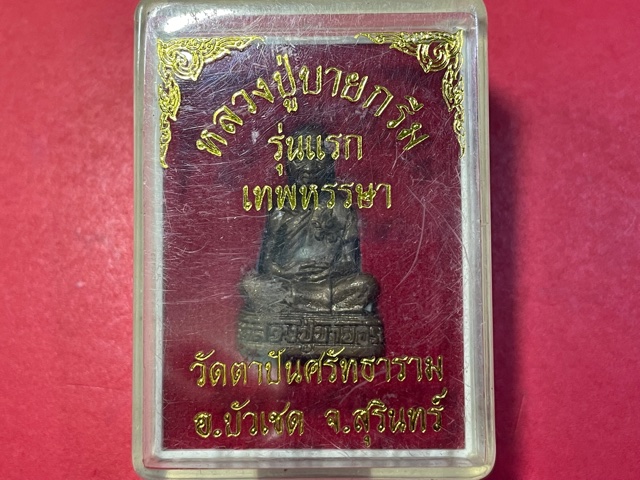 หลวงปู่บายกรีม
รุ่นแรก
เทพหรรษา
วัดตาปันศรัทธาราม
อ.บัวเชด จ.สุรินทร์